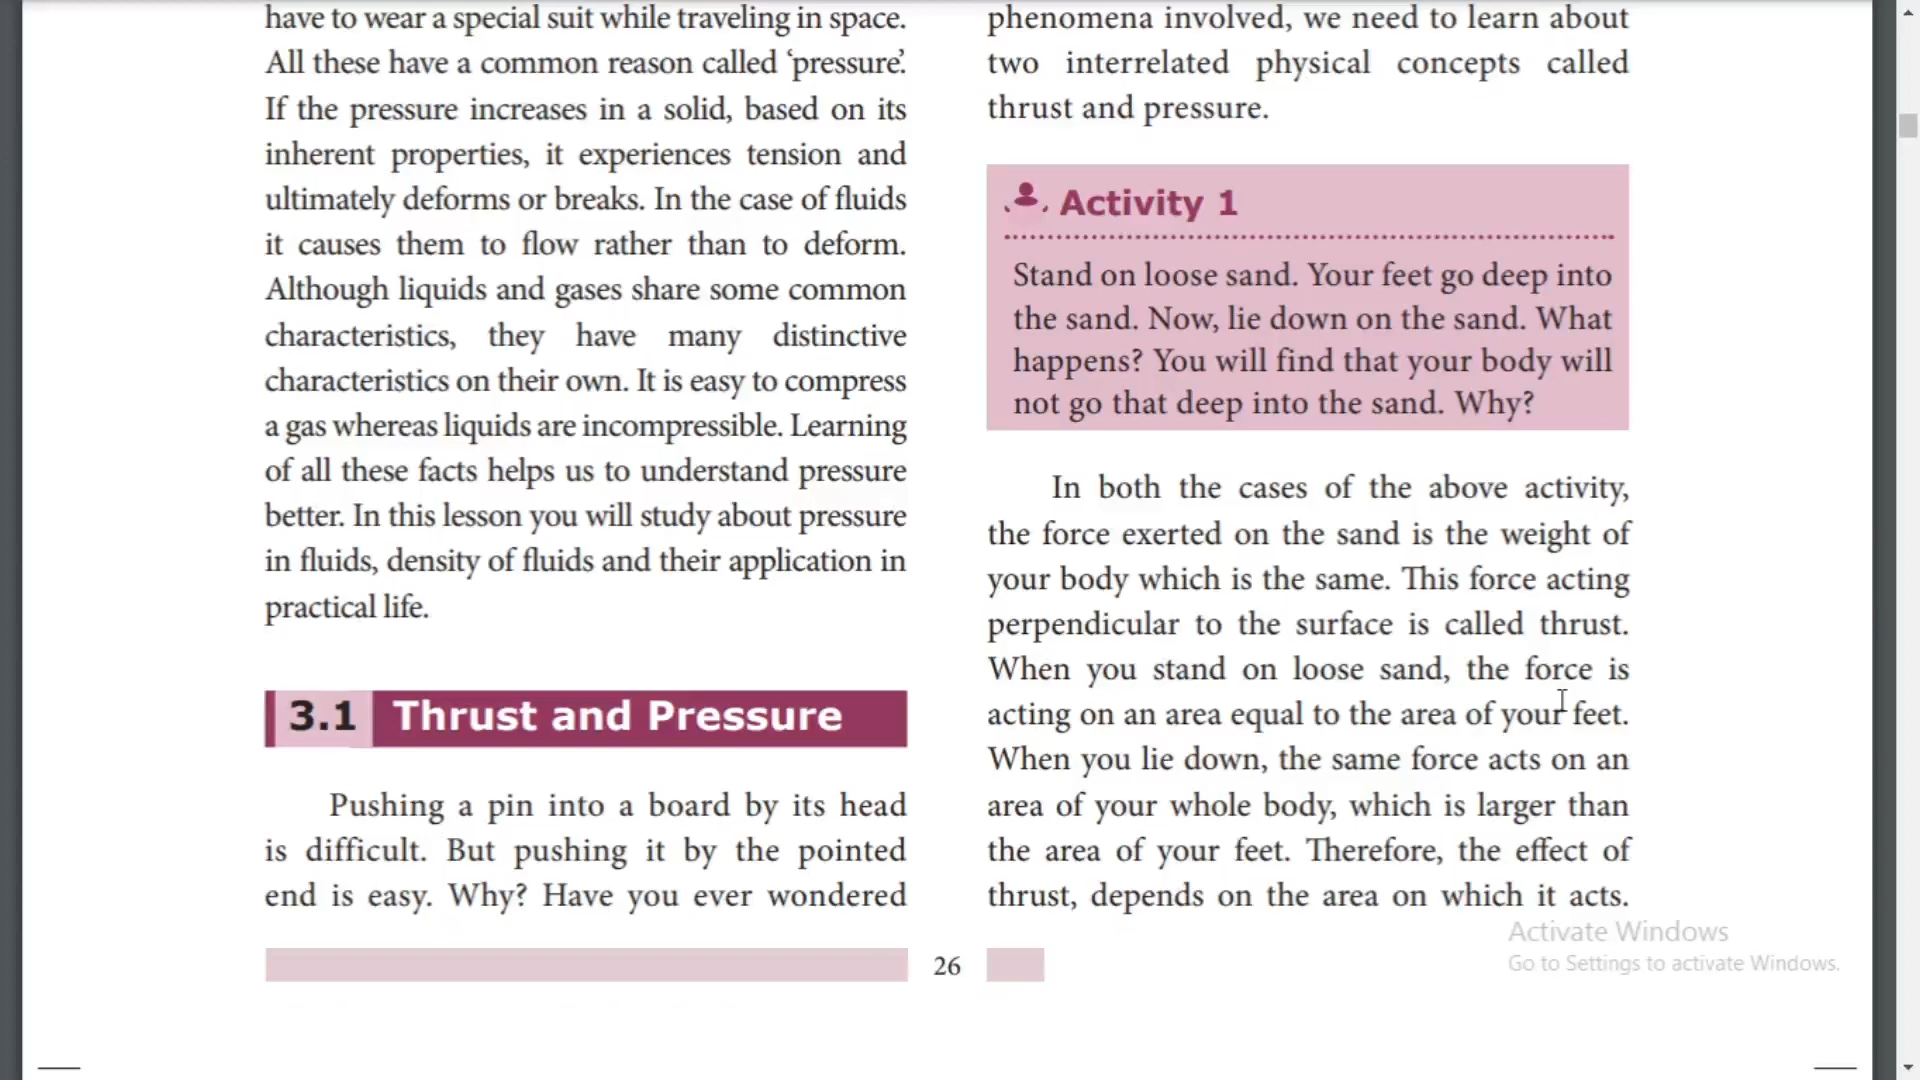 have to wear a special suit while traveling in space.
All these have a common reason called ‘pressure’.
If the pressure increases in a solid, based on its
inherent properties, it experiences tension and
ultimately deforms or breaks. In the case of fluids
it causes them to flow rather than to deform.
Although liquids and gases share some common
characteristics, they have many distinctive
characteristics on their own. It is easy to compress
a gas whereas liquids are incompressible. Learning
of all these facts helps us to understand pressure
better. In this lesson you will study about pressure
in fluids, density of fluids and their application in
practical life.
3.1 Thrust and Pressure
Pushing a pin into a board by its head
is difficult. But pushing it by the pointed
end is easy. Why? Have you ever wondered
phenomena involved, we need to learn about
two interrelated physical concepts called
thrust and pressure.
Activity 1
Stand on loose sand. Your feet go deep into
the sand. Now, lie down on the sand. What
happens? You will find that your body will
not go that deep into the sand. Why?
In both the cases of the above activity,
the force exerted on the sand is the weight of
your body which is the same. This force acting
perpendicular to the surface is called thrust.
When you stand on loose sand, the force is
acting on an area equal to the area of your feet.
When you lie down, the same force acts on an
area of your whole body, which is larger than
the area of your feet. Therefore, the effect of
thrust, depends on the area on which it acts.
26
Activate Windows
Go to Settings to activate Windows.